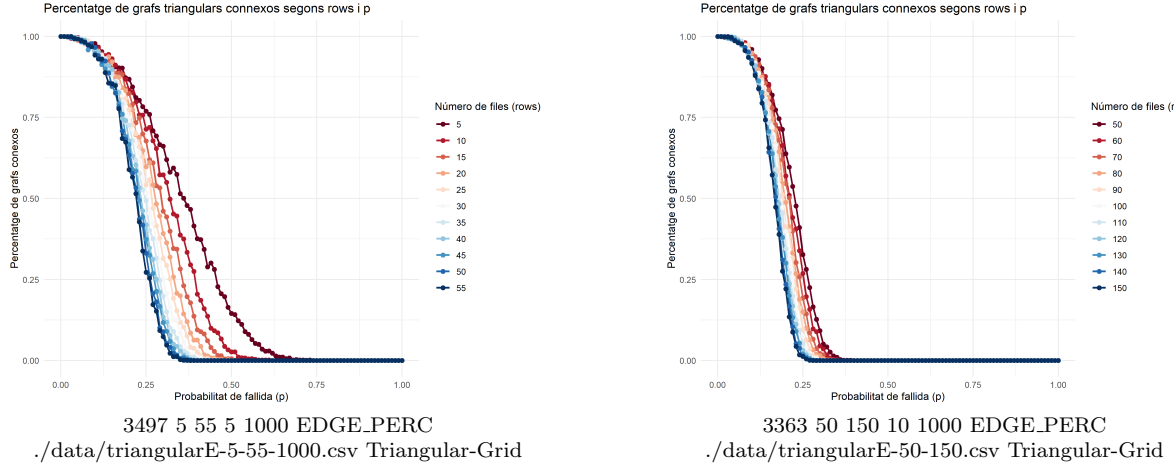 Percentatge de grafs triangulars connexos segons rows i p
Percentatge de grafs conexos
1.00
0.75
0.50
0.25
0.00
0.00 0.25 0.50 0.75 1.00
Probabilitat de fallida (p)
Número de files (rows)
5
10
15
20
25
30
35
40
45
50
55
3497 5 55 5 1000 EDGE_PERC
./data/triangularE-5-55-1000.csv Triangular-Grid
Percentatge de grafs triangulars connexos segons rows i p
Percentatge de grafs conexos
1.00
0.75
0.50
0.25
0.00
0.00 0.25 0.50 0.75 1.00
Probabilitat de fallida (p)
Número de files (r
50
60
70
80
90
100
110
120
130
140
150
3363 50 150 10 1000 EDGE_PERC
./data/triangularE-50-150.csv Triangular-Grid